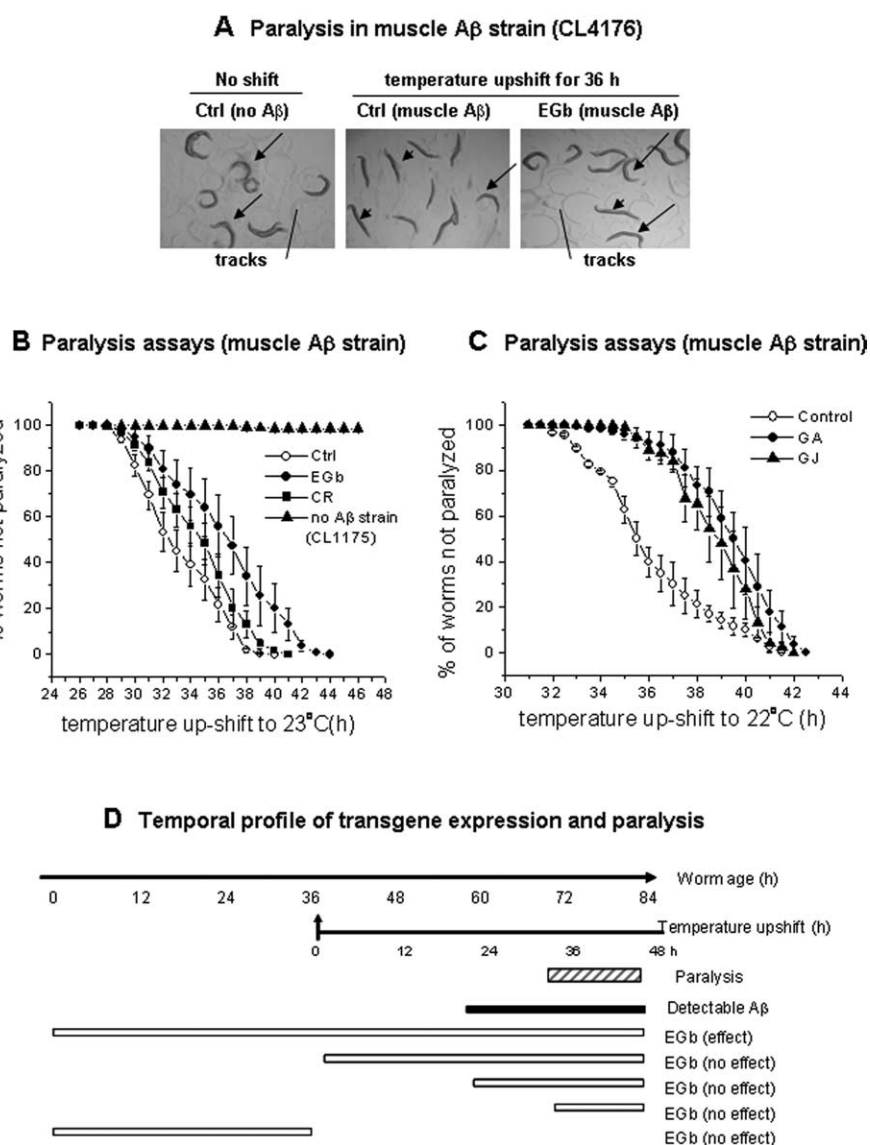 A Paralysis in muscle Aβ strain (CL4176)
No shift
temperature upshift for 36 h
Ctrl (no Aβ)
Ctrl (muscle Aβ)
EGb (muscle Aβ)
tracks
tracks
B Paralysis assays (muscle Aβ strain)
worms not paralyzed
100
80
60
40
20
0
Ctrl
EGb
CR
no Aβ strain
(CL1175)
24 26 28 30 32 34 36 38 40 42 44 46 48
temperature up-shift to 23°C(h)
C Paralysis assays (muscle Aβ strain)
% of worms not paralyzed
100
80
60
40
20
0
Control
GA
GJ
30 32 34 36 38 40 42 44
temperature up-shift to 22°C (h)
D Temporal profile of transgene expression and paralysis
Worm age (h)
0 12 24 36 48 60 72 84
Temperature upshift (h)
0 12 24 36 48 h
Paralysis
Detectable Aβ
EGb (effect)
EGb (no effect)
EGb (no effect)
EGb (no effect)
EGb (no effect)